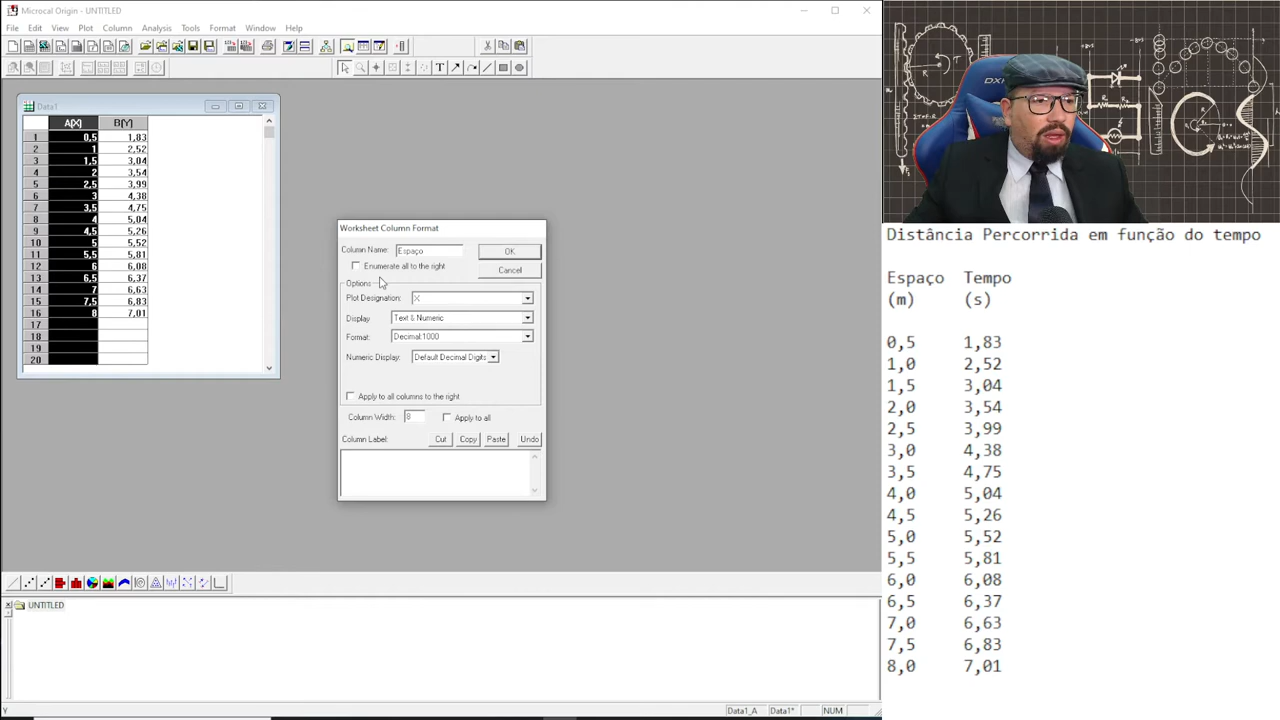 Microcal Origin - UNTITLED
File Edit View Plot Column Analysis Tools Format Window Help
Data1
A[X] B[Y]
1 0,5 1,83
2 1 2,52
3 1,5 3,04
4 2 3,54
5 2,5 3,99
6 3 4,38
7 3,5 4,75
8 4 5,04
9 4,5 5,26
10 5 5,52
11 5,5 5,81
12 6 6,08
13 6,5 6,37
14 7 6,63
15 7,5 6,83
16 8 7,01
17
18
19
20
Worksheet Column Format
Column Name: Espaço OK
Enumerate all to the right Cancel
Options
Plot Designation: X
Display Text & Numeric
Format: Decimal:1000
Numeric Display: Default Decimal Digits
Apply to all columns to the right
Column Width: 8 Apply to all
Column Label: Cut Copy Paste Undo
UNTITLED
Y Data1_A Data1* NUM
Distância Percorrida em função do tempo
Espaço Tempo
(m) (s)
0,5 1,83
1,0 2,52
1,5 3,04
2,0 3,54
2,5 3,99
3,0 4,38
3,5 4,75
4,0 5,04
4,5 5,26
5,0 5,52
5,5 5,81
6,0 6,08
6,5 6,37
7,0 6,63
7,5 6,83
8,0 7,01